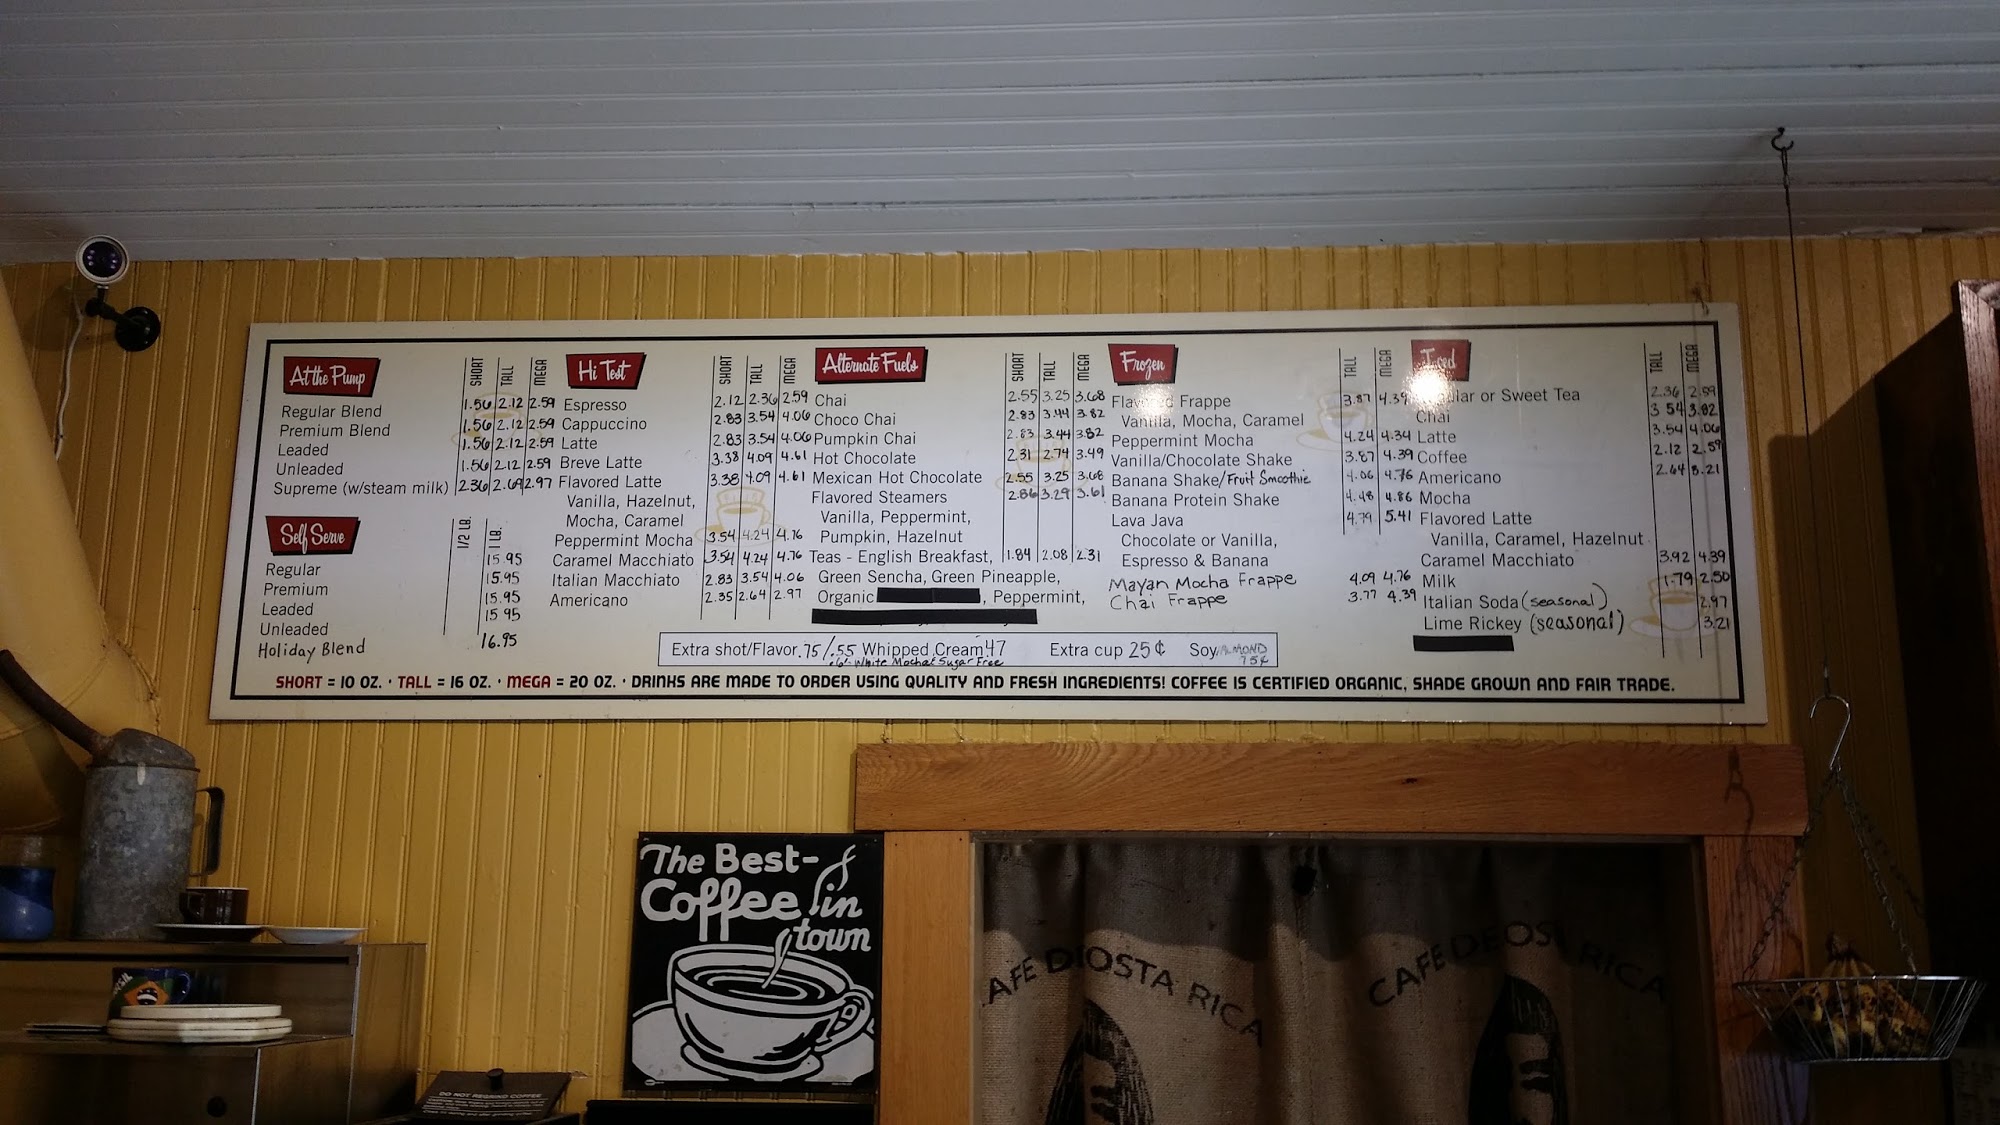 At the Pump
SHORT TALL MEGA
Regular Blend 1.56 2.12 2.59
Premium Blend 1.56 2.12 2.59
Leaded 1.56 2.12 2.59
Unleaded 1.56 2.12 2.59
Supreme (w/steam milk) 2.36 2.69 2.97
Self Serve
1/2 LB. 1 LB.
Regular 15.95
Premium 15.95
Leaded 15.95
Unleaded 15.95
Holiday Blend 16.95
Hi Test
SHORT TALL MEGA
Espresso 2.12 2.36 2.59
Cappuccino 2.83 3.54 4.06
Latte 2.83 3.54 4.06
Breve Latte 3.38 4.09 4.61
Flavored Latte 3.38 4.09 4.61
Vanilla, Hazelnut,
Mocha, Caramel
Peppermint Mocha 3.54 4.24 4.76
Caramel Macchiato 3.54 4.24 4.76
Italian Macchiato 2.83 3.54 4.06
Americano 2.35 2.64 2.97
Alternate Fuels
SHORT TALL MEGA
Chai 2.55 3.25 3.68
Choco Chai 2.83 3.44 3.82
Pumpkin Chai 2.83 3.44 3.82
Hot Chocolate 2.31 2.74 3.49
Mexican Hot Chocolate 2.55 3.25 3.68
Flavored Steamers 2.86 3.29 3.61
Vanilla, Peppermint,
Pumpkin, Hazelnut
Teas - English Breakfast, 1.84 2.08 2.31
Green Sencha, Green Pineapple,
Organic , Peppermint,
Frozen
TALL MEGA
Flavored Frappe 3.87 4.39
Vanilla, Mocha, Caramel
Peppermint Mocha 4.24 4.34
Vanilla/Chocolate Shake 3.87 4.39
Banana Shake/Fruit Smoothie 4.06 4.76
Banana Protein Shake 4.48 4.86
Lava Java 4.79 5.41
Chocolate or Vanilla,
Espresso & Banana
Mayan Mocha Frappe 4.09 4.76
Chai Frappe 3.77 4.39
TALL MEGA
or Sweet Tea 2.36 2.59
Chai 3.54 3.82
Latte 3.54 4.06
Coffee 2.12 2.59
Americano 2.64 3.21
Mocha
Flavored Latte
Vanilla, Caramel, Hazelnut
Caramel Macchiato 3.92 4.39
Milk 1.79 2.50
Italian Soda (seasonal) 2.97
Lime Rickey (seasonal) 3.21
Extra shot/Flavor .75/.55 Whipped Cream 47 Extra cup 25¢ Soy/ALMOND 75¢
White Mocha & Sugar Free
SHORT = 10 OZ. · TALL = 16 OZ. · MEGA = 20 OZ. · DRINKS ARE MADE TO ORDER USING QUALITY AND FRESH INGREDIENTS! COFFEE IS CERTIFIED ORGANIC, SHADE GROWN AND FAIR TRADE.
The Best
Coffee in
town
DO NOT REGRIND COFFEE
CAFE DE COSTA RICA